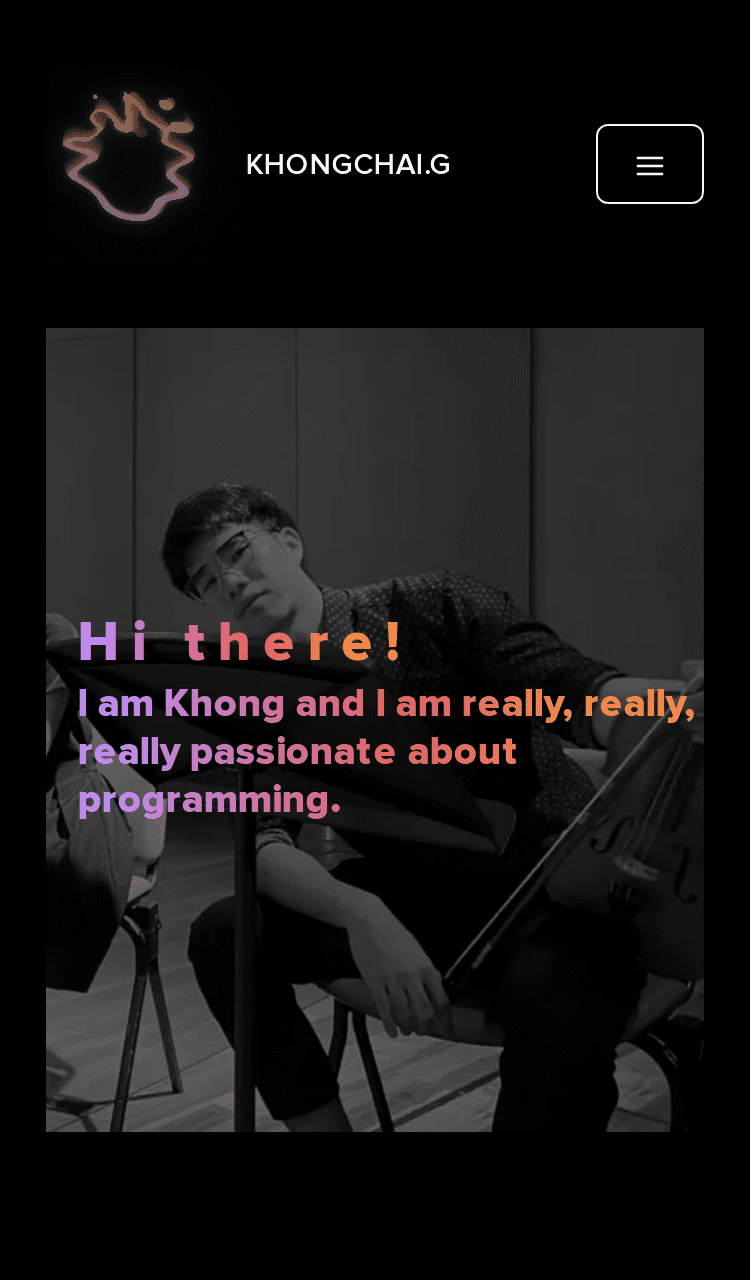 KHONGCHAI.G
Hi there!
I am Khong and I am really, really,
really passionate about
programming.